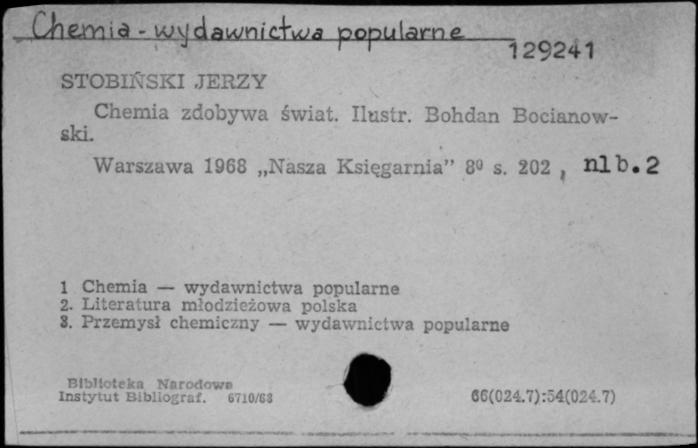 Chemia - wydawnictwa popularne
129241
STOBIŃSKI JERZY
Chemia zdobywa świat. Ilustr. Bohdan Bocianow-
ski.
Warszawa 1968 „Nasza Księgarnia” 8⁰ s. 202, nlb. 2
1 Chemia — wydawnictwa popularne
2. Literatura młodzieżowa polska
3. Przemysł chemiczny — wydawnictwa popularne
Biblioteka Narodowa
Instytut Bibliograf. 6710/68
66(024.7):54(024.7)